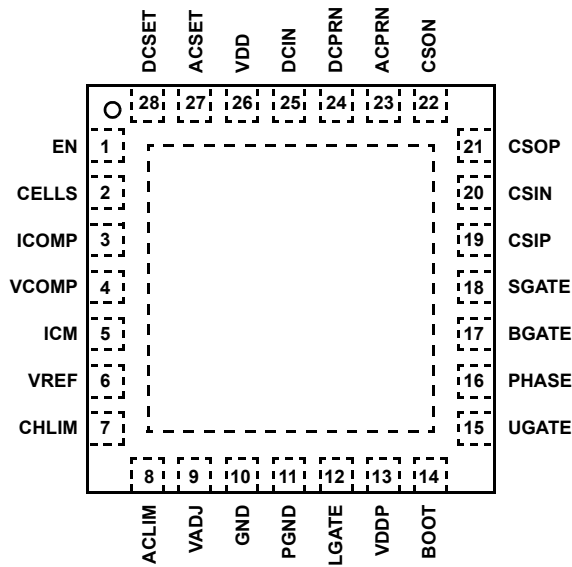 DCSET
ACSET
VDD
DCIN
DCPRN
ACPRN
CSON
28 27 26 25 24 23 22
EN 1
CELLS 2
ICOMP 3
VCOMP 4
ICM 5
VREF 6
CHLIM 7
21 CSOP
20 CSIN
19 CSIP
18 SGATE
17 BGATE
16 PHASE
15 UGATE
8 9 10 11 12 13 14
ACLIM
VADJ
GND
PGND
LGATE
VDDP
BOOT